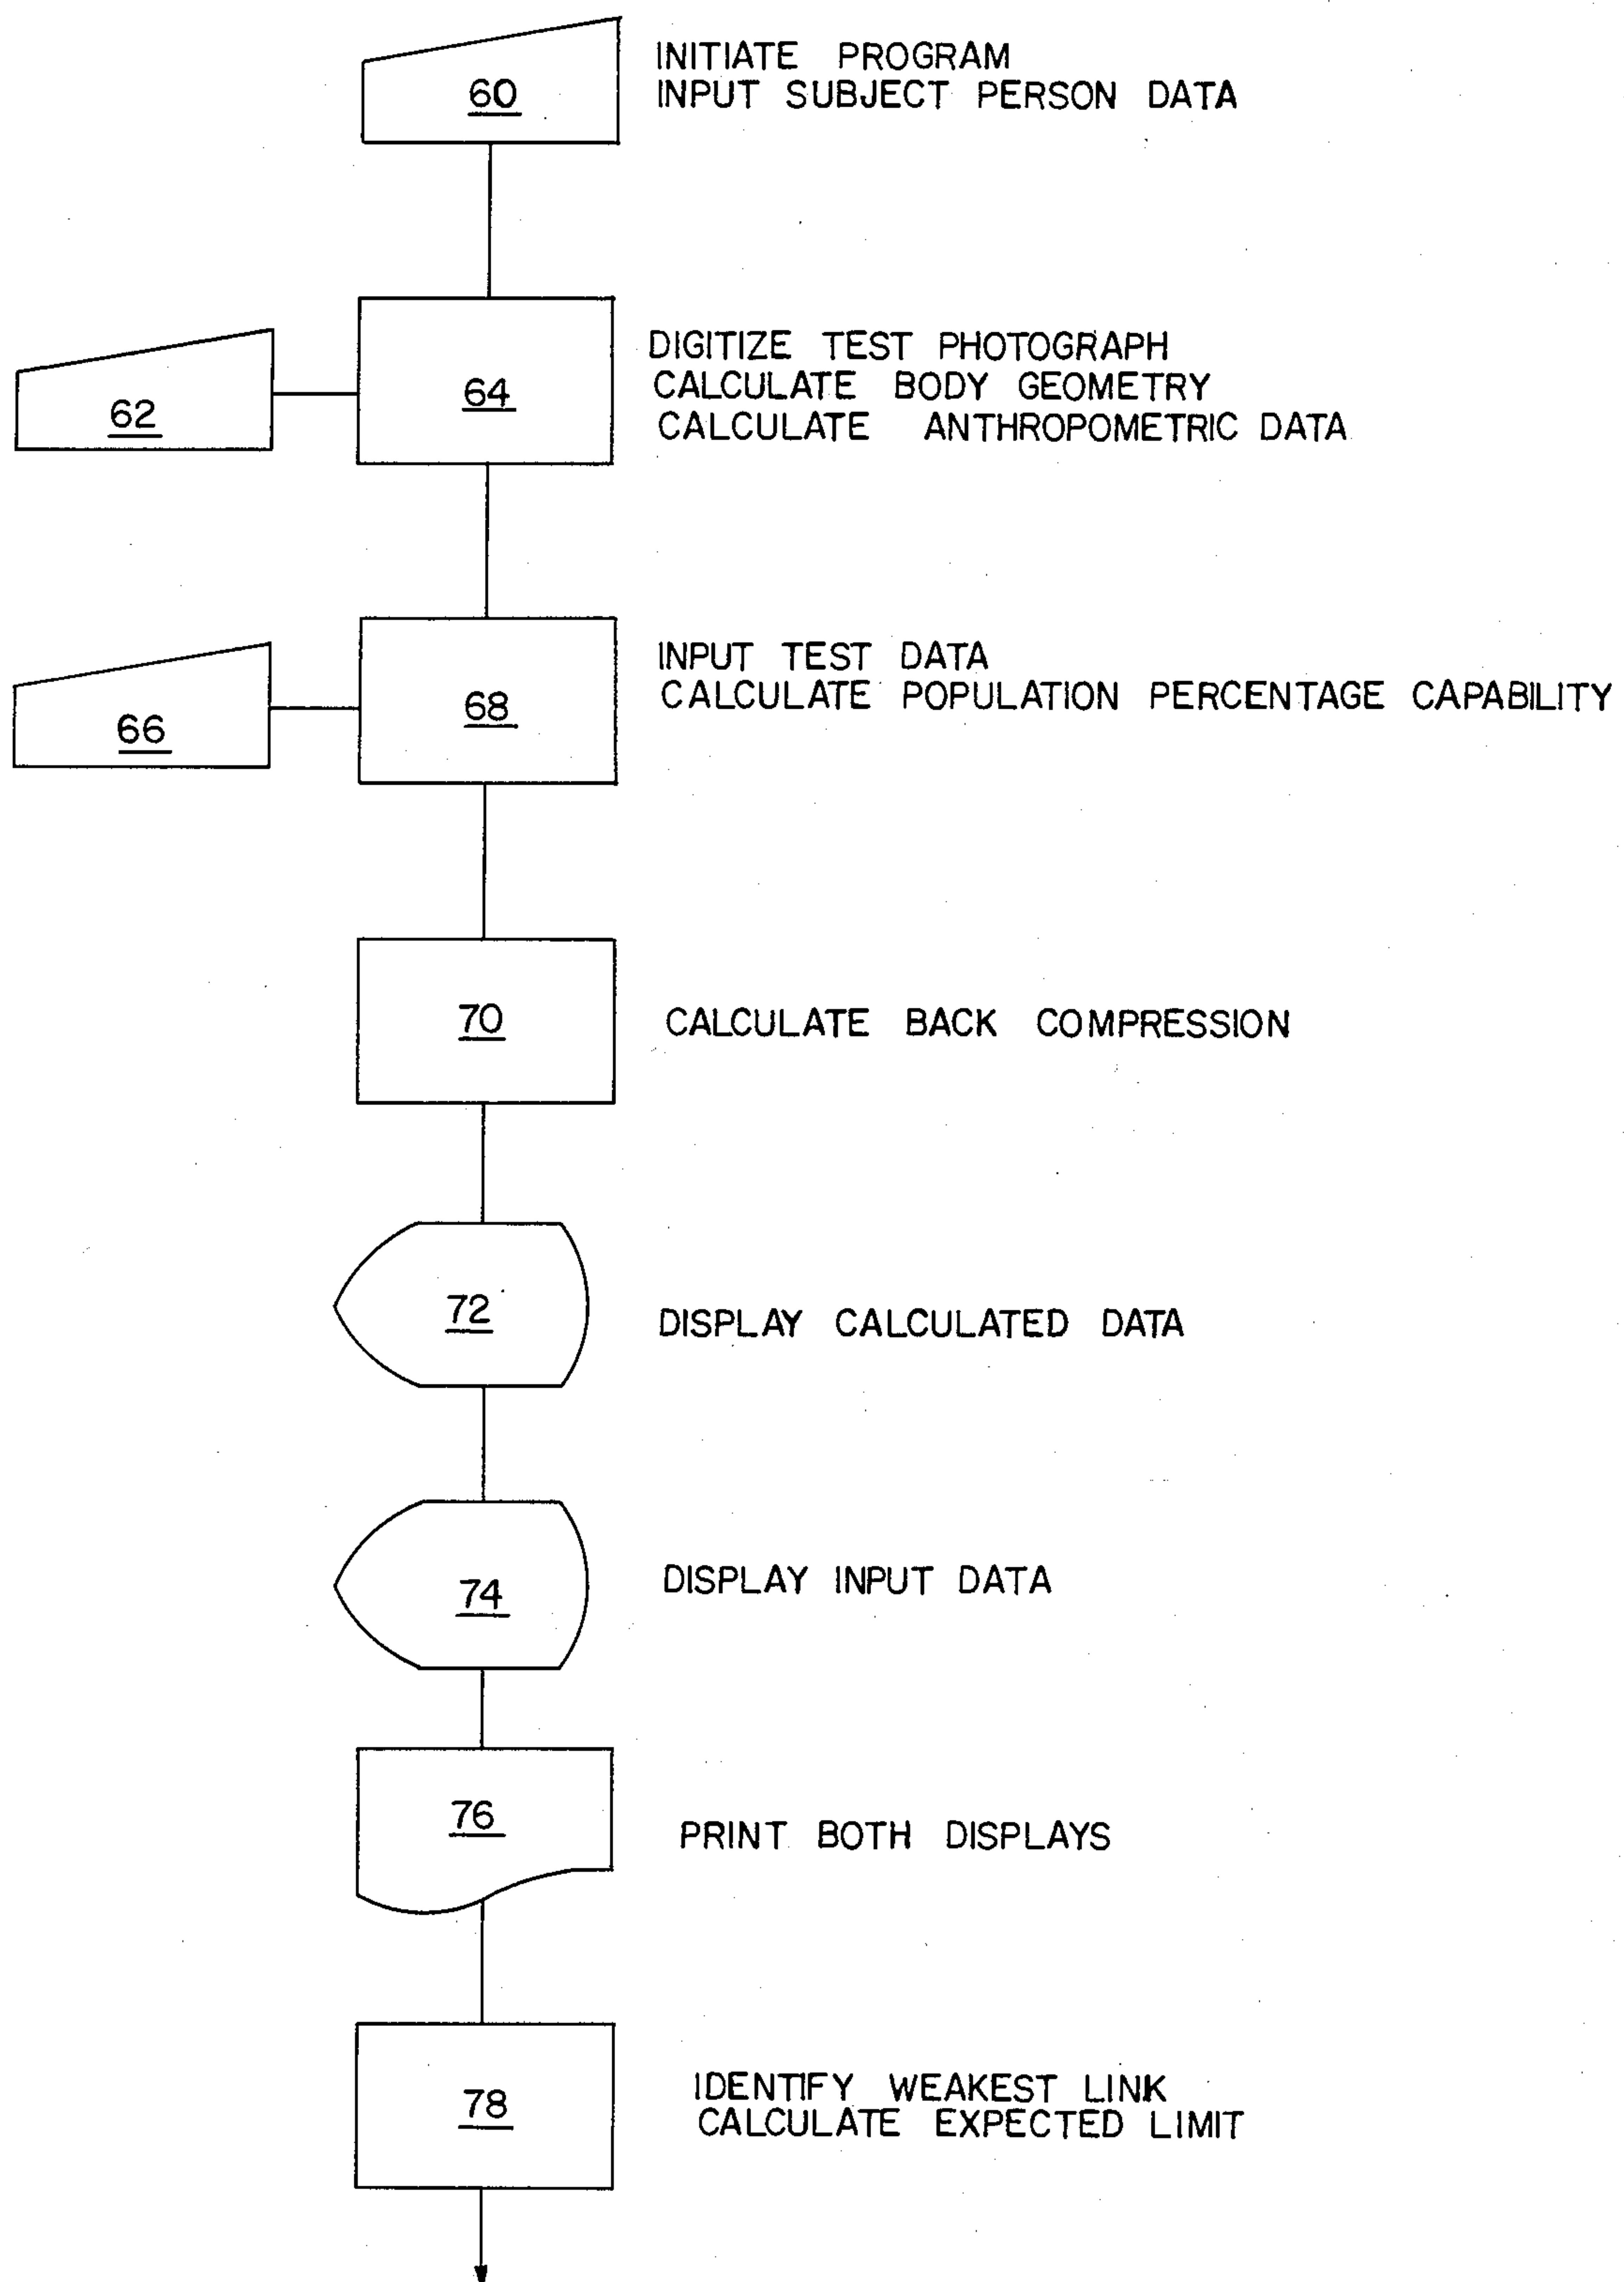 60
INITIATE PROGRAM
INPUT SUBJECT PERSON DATA
62
64
DIGITIZE TEST PHOTOGRAPH
CALCULATE BODY GEOMETRY
CALCULATE ANTHROPOMETRIC DATA
66
68
INPUT TEST DATA
CALCULATE POPULATION PERCENTAGE CAPABILITY
70
CALCULATE BACK COMPRESSION
72
DISPLAY CALCULATED DATA
74
DISPLAY INPUT DATA
76
PRINT BOTH DISPLAYS
78
IDENTIFY WEAKEST LINK
CALCULATE EXPECTED LIMIT